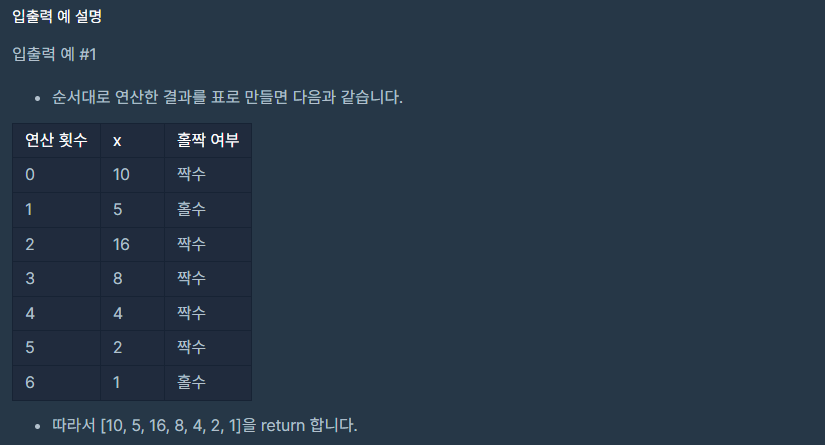 입출력 예 설명
입출력 예 #1
순서대로 연산한 결과를 표로 만들면 다음과 같습니다.
연산 횟수 x 홀짝 여부
0 10 짝수
1 5 홀수
2 16 짝수
3 8 짝수
4 4 짝수
5 2 짝수
6 1 홀수
따라서 [10, 5, 16, 8, 4, 2, 1]을 return 합니다.